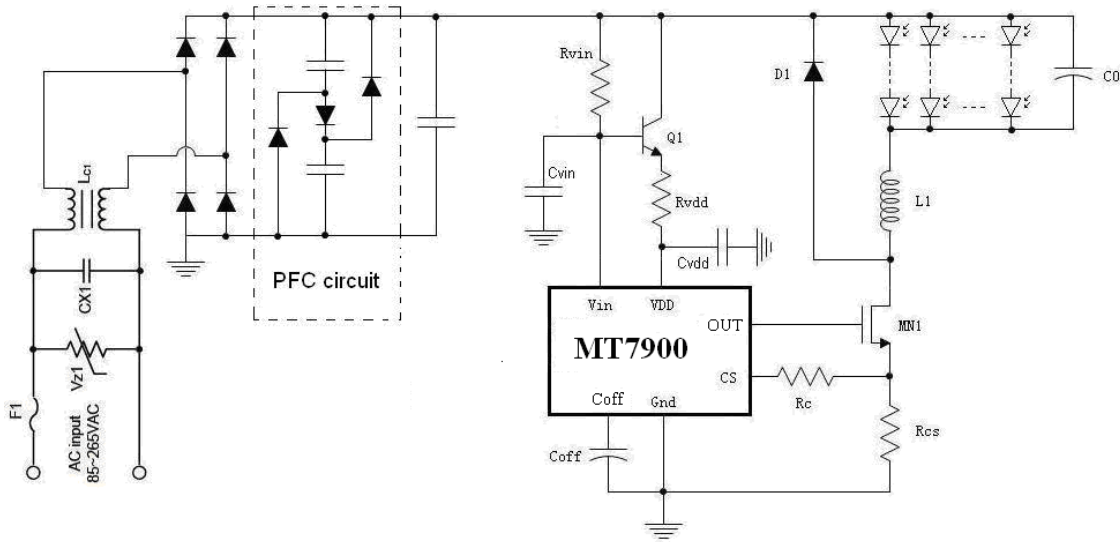 Rvin
D1
C0
Q1
LC1
Cvin
Rvdd
L1
Cvdd
PFC circuit
CX1
Vin
VDD
OUT
MN1
MT7900
Vz1
CS
Rc
Coff
Gnd
F1
AC input
85~265VAC
Rcs
Coff